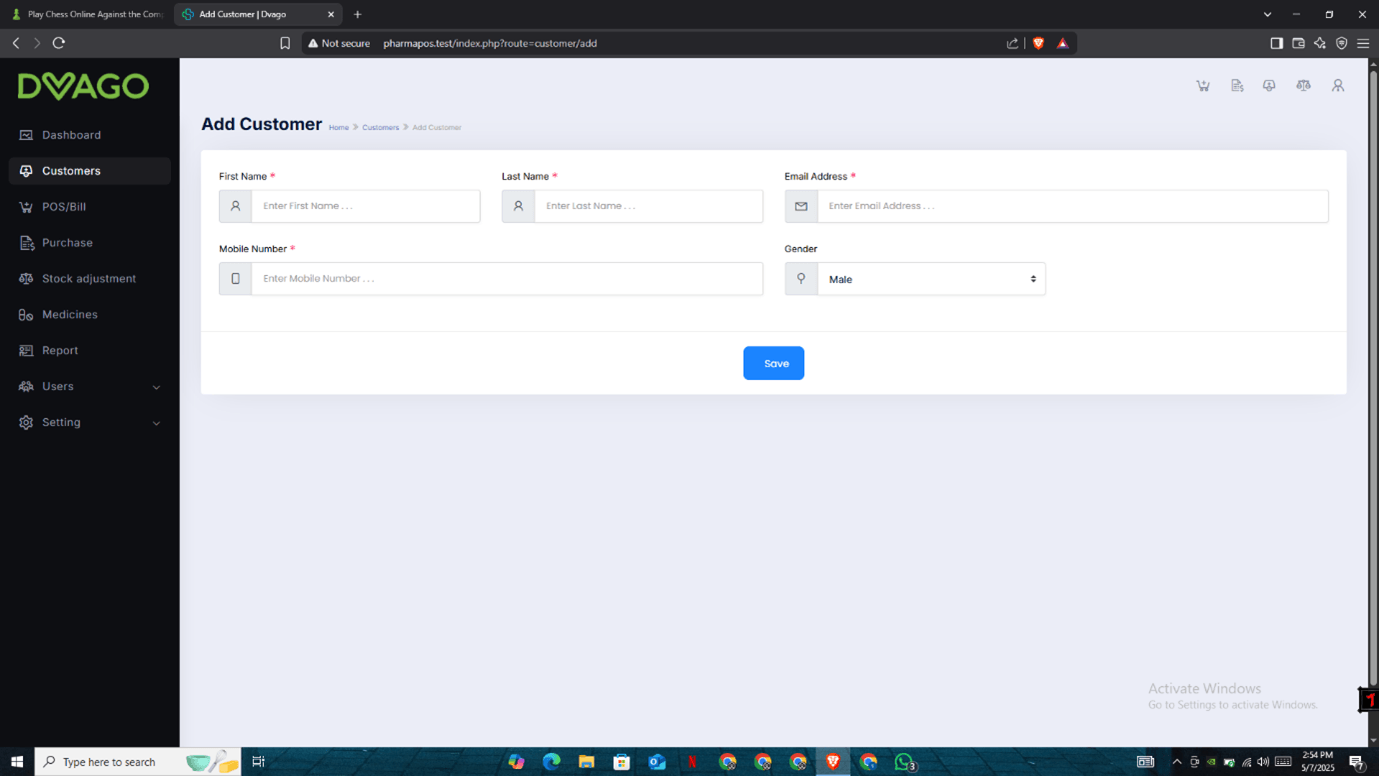 Play Chess Online Against the Com
Add Customer | Dvago
Not secure pharmapos.test/index.php?route=customer/add
DVAGO
Dashboard
Customers
POS/Bill
Purchase
Stock adjustment
Medicines
Report
Users
Setting
Add Customer Home Customers Add Customer
First Name * Last Name * Email Address *
Enter First Name . . . Enter Last Name . . . Enter Email Address . . .
Mobile Number * Gender
Enter Mobile Number . . . Male
Save
Activate Windows
Go to Settings to activate Windows.
Type here to search
3
2:54 PM
5/7/2025
7